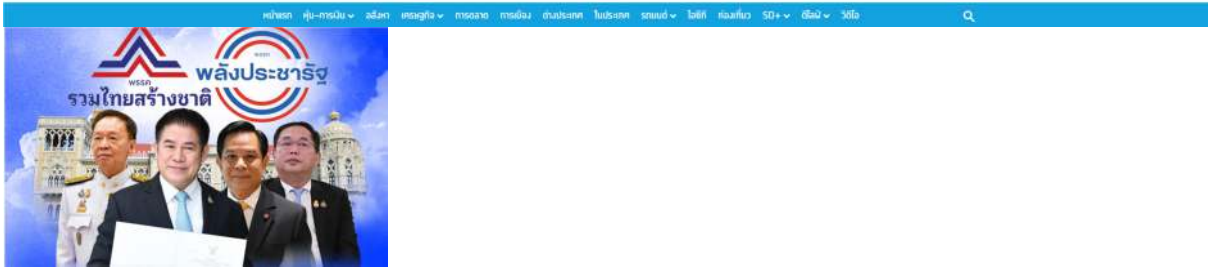 หน้าแรก หุ้น-การเงิน อสังหา เศรษฐกิจ การตลาด การเมือง ต่างประเทศ ในประเทศ รถยนต์ ไอซีที ท่องเที่ยว SD+ ดีไลฟ์ วิดีโอ
พรรค
พลังประชารัฐ
พรรค
รวมไทยสร้างชาติ